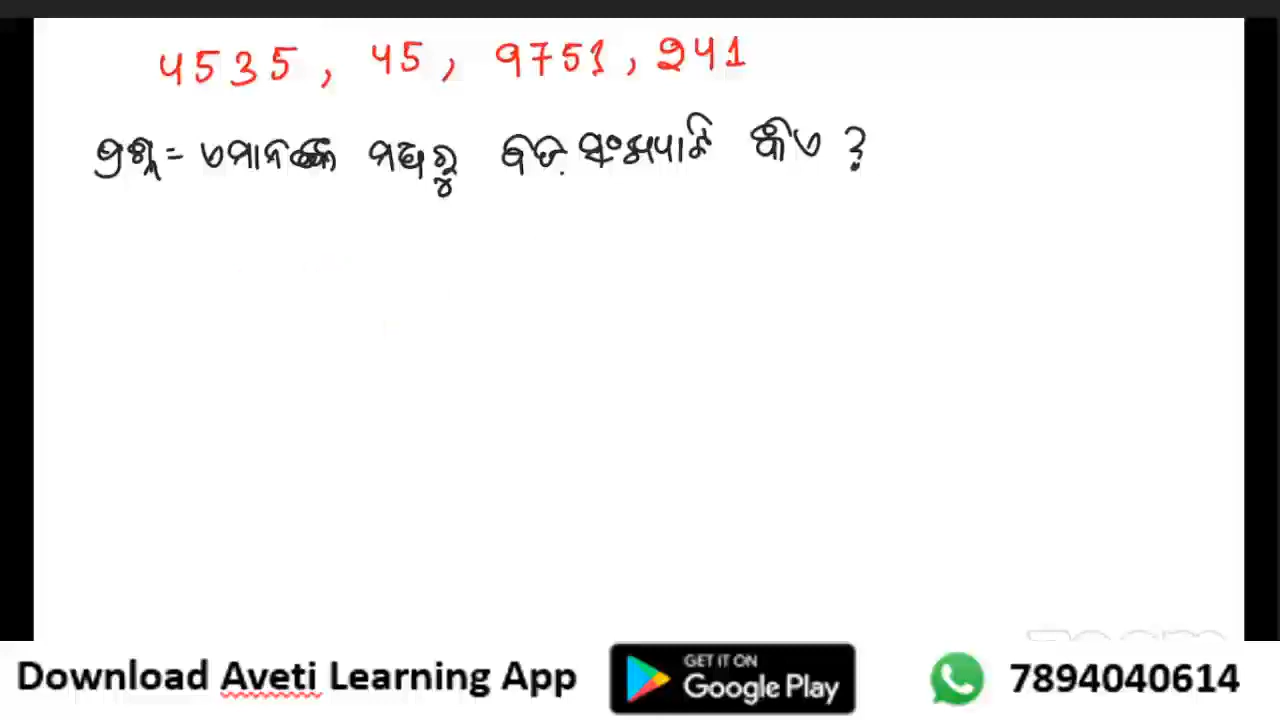 4535, 45, 9751, 241
ପ୍ରଶ୍ନ = ଏମାନଙ୍କ ମଧ୍ୟରୁ ବଡ଼ ସଂଖ୍ୟାଟି କିଏ ?
zoom
Download Aveti Learning App GET IT ON Google Play 7894040614